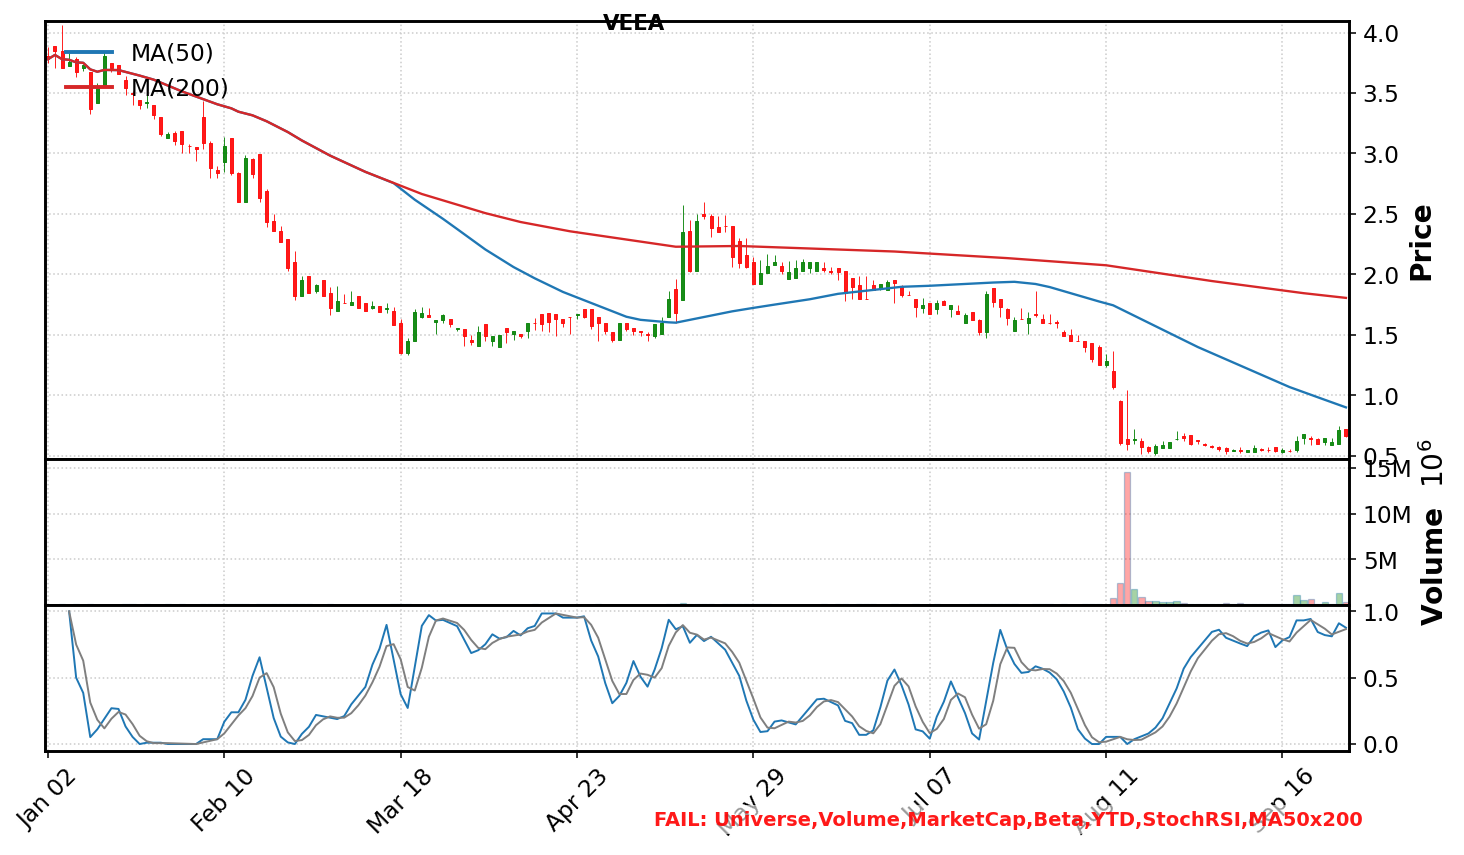 VEEA
MA(50)
MA(200)
4.0
3.5
3.0
2.5
2.0
1.5
1.0
0.5
Price
15M
10M
5M
Volume 10^6
1.0
0.5
0.0
Jan 02
Feb 10
Mar 18
Apr 23
May 29
Jul 07
Aug 11
Sep 16
FAIL: Universe,Volume,MarketCap,Beta,YTD,StochRSI,MA50x200